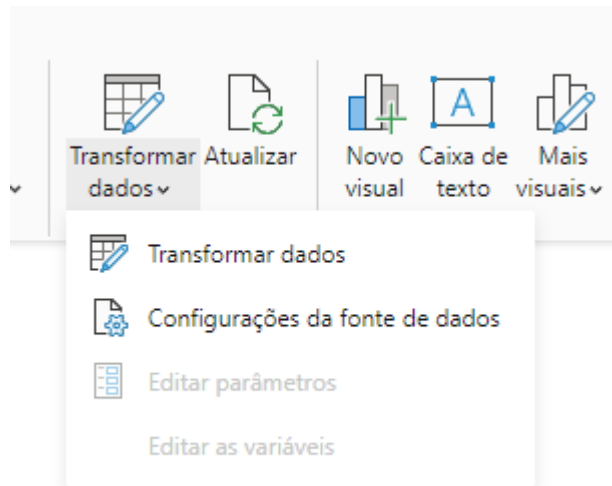 Transformar Atualizar Novo Caixa de Mais
dados visual texto visuais
Transformar dados
Configurações da fonte de dados
Editar parâmetros
Editar as variáveis